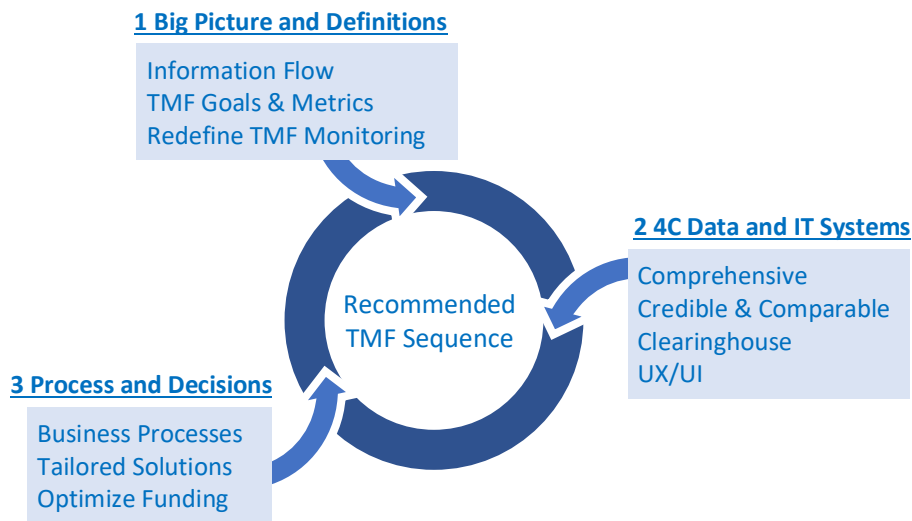 1 Big Picture and Definitions
Information Flow
TMF Goals & Metrics
Redefine TMF Monitoring
2 4C Data and IT Systems
Comprehensive
Credible & Comparable
Clearinghouse
UX/UI
Recommended
TMF Sequence
3 Process and Decisions
Business Processes
Tailored Solutions
Optimize Funding